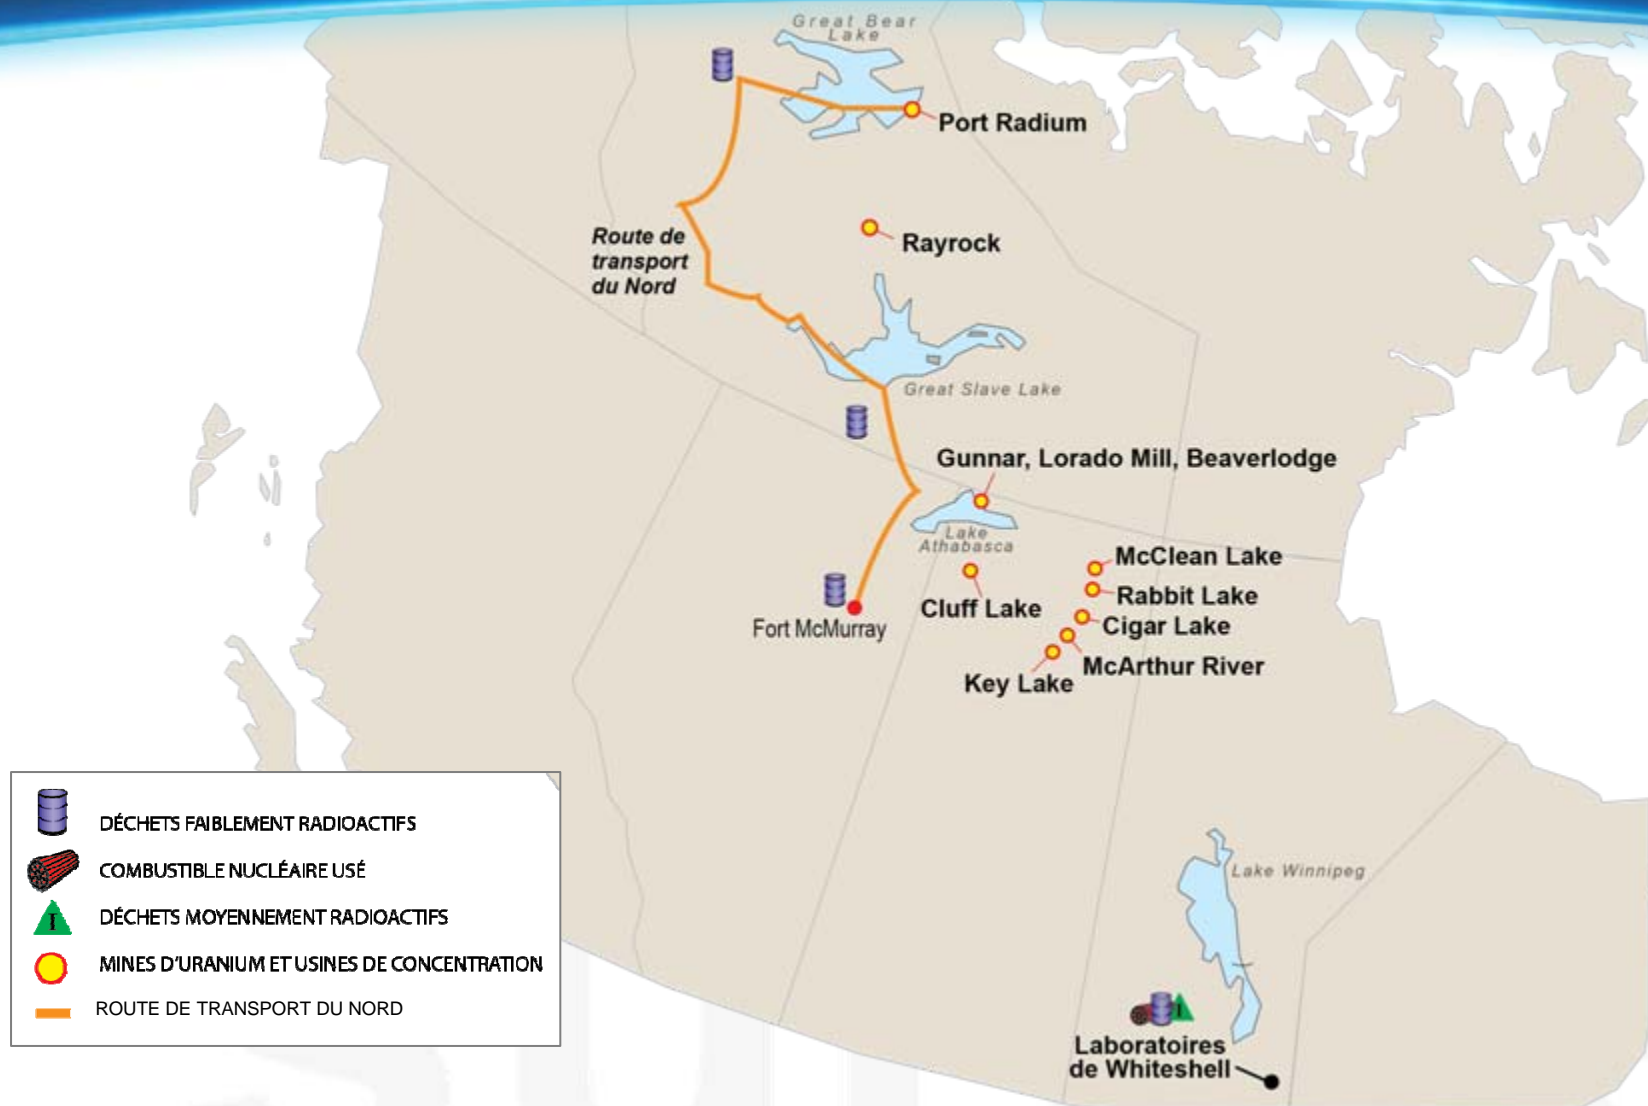 Great Bear
Lake
Port Radium
Rayrock
Route de
transport
du Nord
Great Slave Lake
Gunnar, Lorado Mill, Beaverlodge
Lake
Athabasca
McClean Lake
Rabbit Lake
Cluff Lake
Cigar Lake
Fort McMurray
McArthur River
Key Lake
DÉCHETS FAIBLEMENT RADIOACTIFS
COMBUSTIBLE NUCLÉAIRE USÉ
I
DÉCHETS MOYENNEMENT RADIOACTIFS
MINES D'URANIUM ET USINES DE CONCENTRATION
ROUTE DE TRANSPORT DU NORD
Lake Winnipeg
I
Laboratoires
de Whiteshell